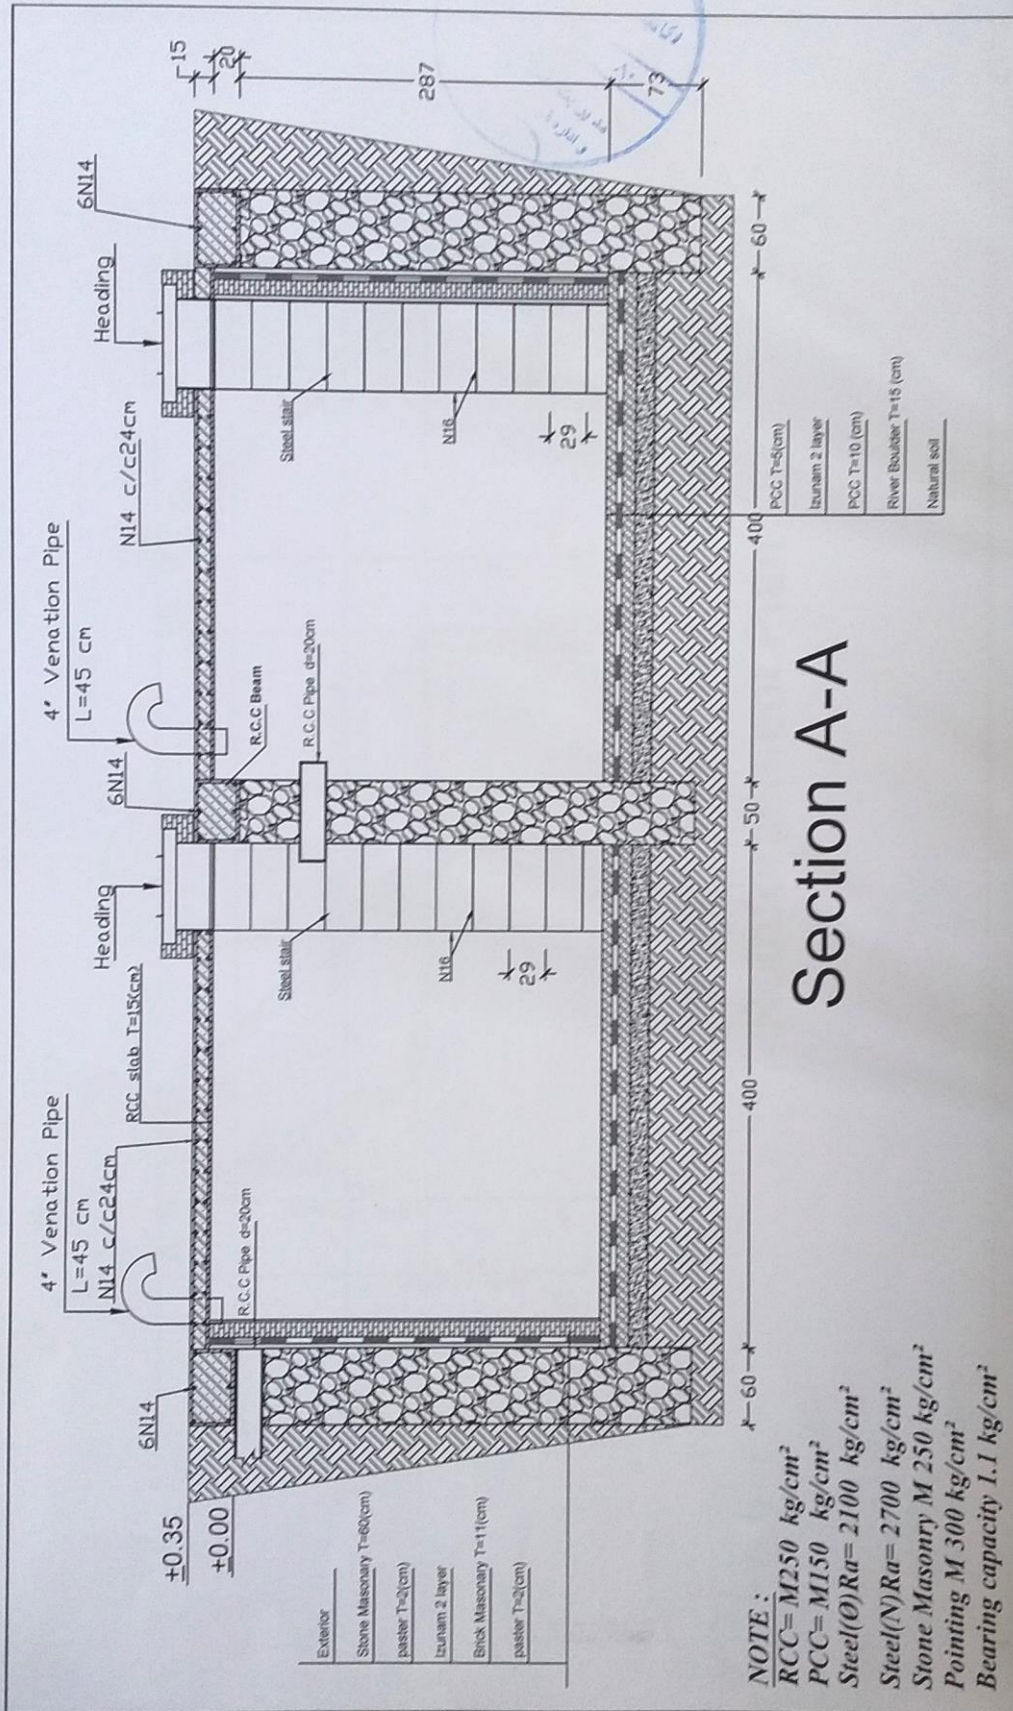 4" Venation Pipe
L=45 cm
N14 c/c24cm
RCC slab T=15(cm)
Heading
6N14
4" Venation Pipe
L=45 cm
N14 c/c24cm
Heading
6N14
15
20
287
73
6N14
+0.35
+0.00
R.C.C Pipe d=20cm
R.C.C Beam
R.C.C Pipe d=20cm
Steel stair
N16
29
Steel stair
N16
29
Exterior
Stone Masonary T=60(cm)
paster T=2(cm)
Izunam 2 layer
Brick Masonary T=11(cm)
paster T=2(cm)
60
400
50
400
60
PCC T=5(cm)
Izunam 2 layer
PCC T=10 (cm)
River Boulder T=15 (cm)
Natural soil
Section A-A
NOTE :
RCC= M250 kg/cm²
PCC= M150 kg/cm²
Steel(O)Ra= 2100 kg/cm²
Steel(N)Ra= 2700 kg/cm²
Stone Masonry M 250 kg/cm²
Pointing M 300 kg/cm²
Bearing capacity 1.1 kg/cm²